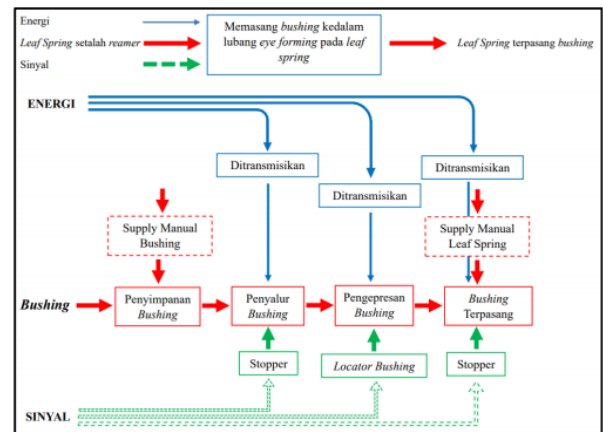 Energi
Leaf Spring setalah reamer
Sinyal
Memasang bushing kedalam
lubang eye forming pada leaf
spring
Leaf Spring terpasang bushing
ENERGI
Ditransmisikan
Ditransmisikan
Ditransmisikan
Supply Manual
Bushing
Supply Manual
Leaf Spring
Bushing
Penyimpanan
Bushing
Penyalur
Bushing
Pengepresan
Bushing
Bushing
Terpasang
Stopper
Locator Bushing
Stopper
SINYAL